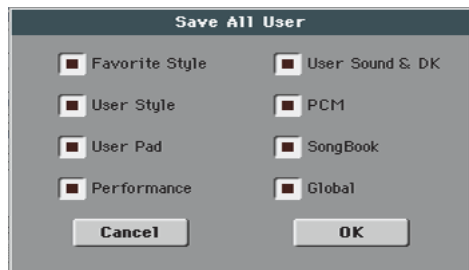 Save All User
Favorite Style
User Sound & DK
User Style
PCM
User Pad
SongBook
Performance
Global
Cancel
OK